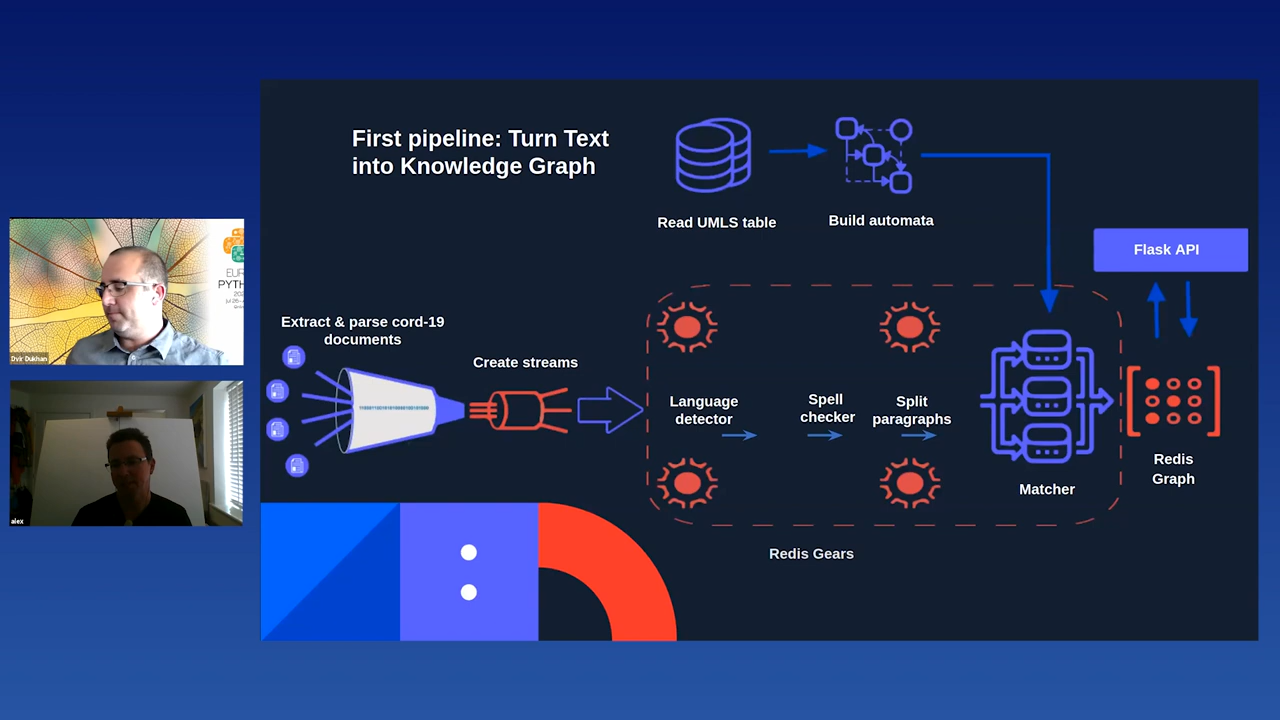 First pipeline: Turn Text
into Knowledge Graph
Read UMLS table
Build automata
Flask API
Extract & parse cord-19
documents
Create streams
Language
detector
Spell
checker
Split
paragraphs
Matcher
Redis
Graph
Redis Gears
Dvir Dukhan
alex